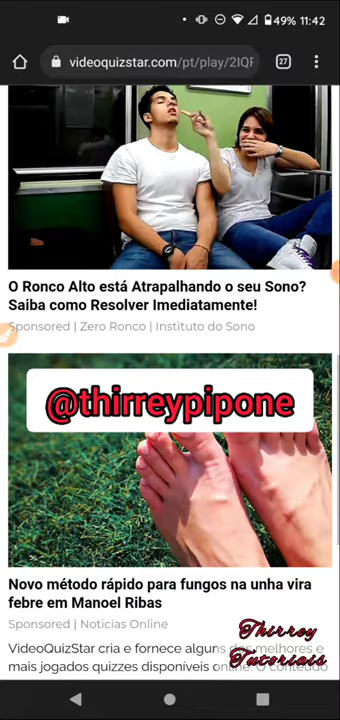 49% 11:42
videoquizstar.com/pt/play/2IQF
27
O Ronco Alto está Atrapalhando o seu Sono?
Saiba como Resolver Imediatamente!
Sponsored | Zero Ronco | Instituto do Sono
@thirreypipone
Novo método rápido para fungos na unha vira
febre em Manoel Ribas
Sponsored | Noticias Online
Thirrey
VideoQuizStar cria e fornece alguns dos melhores e
Tutoriais
mais jogados quizzes disponíveis online. O conteúdo